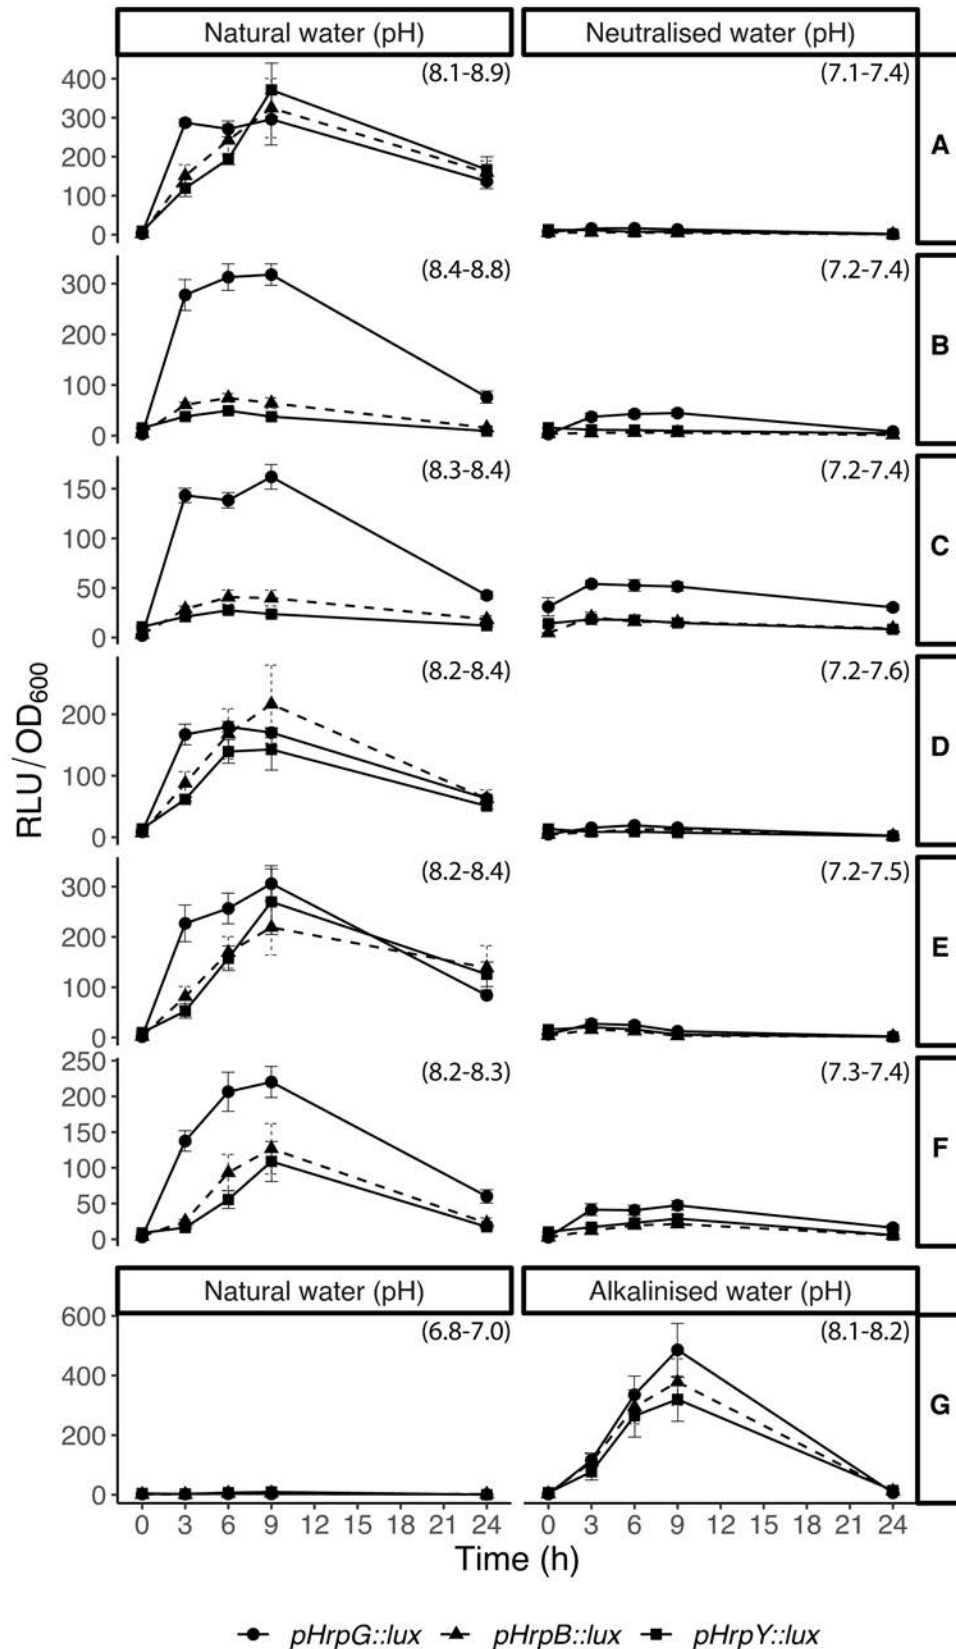 Natural water (pH) Neutralised water (pH)
(8.1-8.9) (7.1-7.4)
400
300
200
100
0
A
(8.4-8.8) (7.2-7.4)
300
200
100
0
B
(8.3-8.4) (7.2-7.4)
150
100
50
0
C
(8.2-8.4) (7.2-7.6)
200
100
0
D
(8.2-8.4) (7.2-7.5)
300
200
100
0
E
(8.2-8.3) (7.3-7.4)
250
200
150
100
50
0
F
RLU/OD600
Natural water (pH) Alkalinised water (pH)
(6.8-7.0) (8.1-8.2)
600
400
200
0
G
0 3 6 9 12 15 18 21 24 0 3 6 9 12 15 18 21 24
Time (h)
pHrpG::lux pHrpB::lux pHrpY::lux